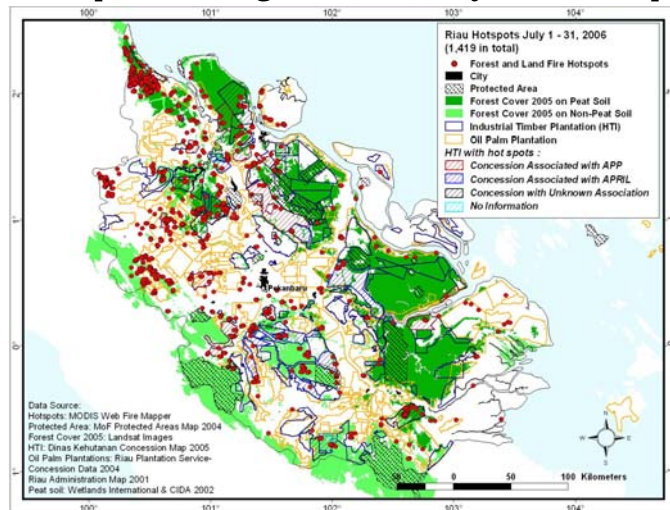 100° 101° 102° 103° 104°
Riau Hotspots July 1 - 31, 2006
(1,419 in total)
Forest and Land Fire Hotspots
City
Protected Area
Forest Cover 2005 on Peat Soil
Forest Cover 2005 on Non-Peat Soil
Industrial Timber Plantation (HTI)
Oil Palm Plantation
HTI with hot spots :
Concession Associated with APP
Concession Associated with APRIL
Concession with Unknown Association
No Information
2°
1°
Pekanbaru
0°
Data Source:
Hotspots: MODIS Web Fire Mapper
Protected Area: MoF Protected Areas Map 2004
Forest Cover 2005: Landsat Images
HTI: Dinas Kehutanan Concession Map 2005
Oil Palm Plantations: Riau Plantation Service-
Concession Data 2004
Riau Administration Map 2001
Peat soil: Wetlands International & CIDA 2002
N
W E
S
50 0 50 100 Kilometers
1°
100° 101° 102° 103° 104°